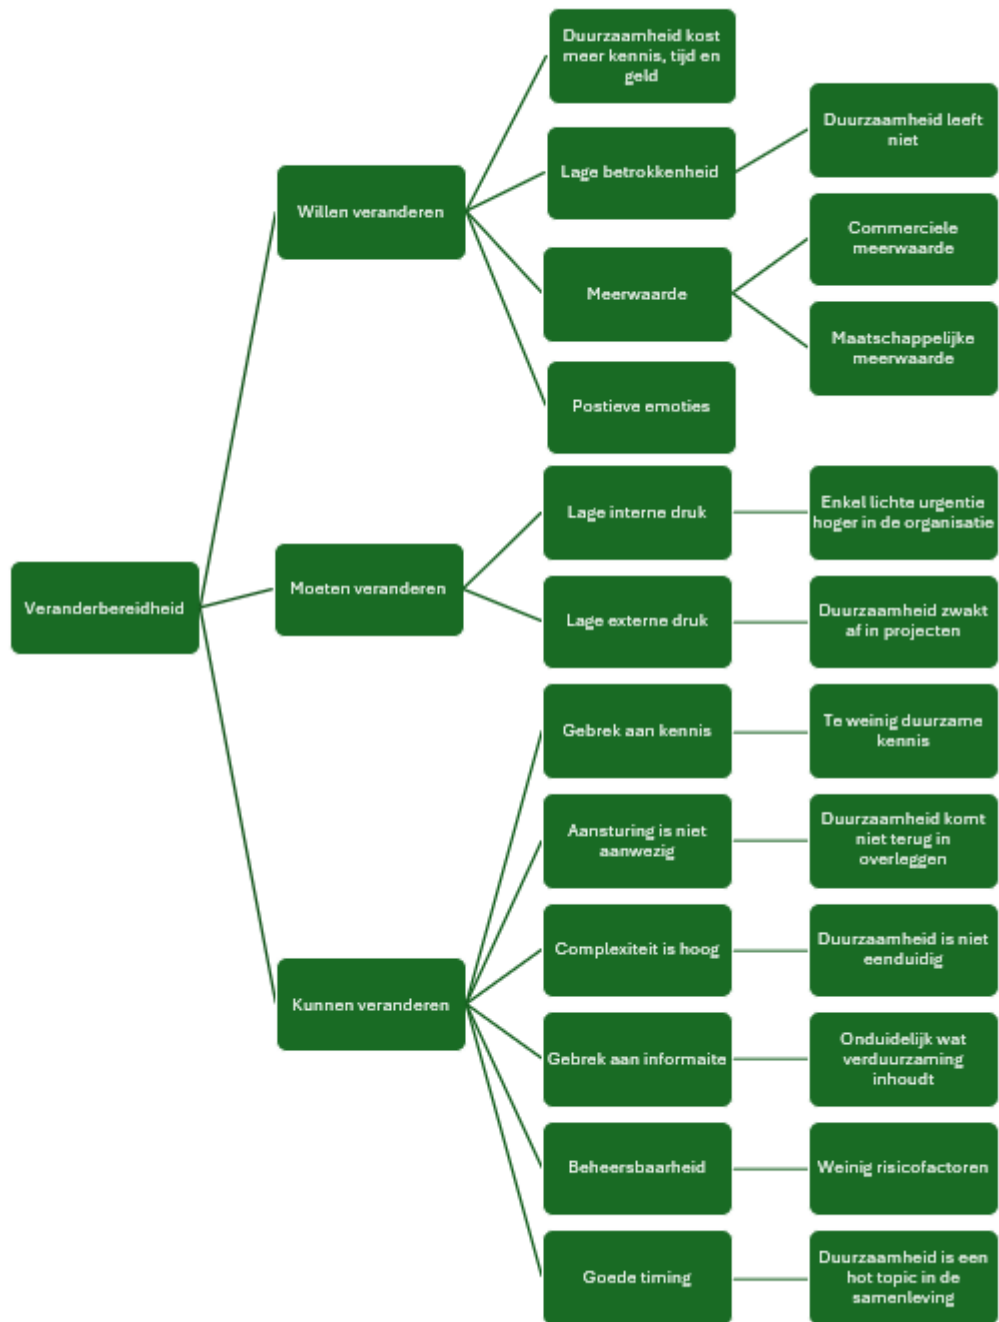 Duurzaamheid kost
meer kennis, tijd en
geld
Duurzaamheid leeft
niet
Lage betrokkenheid
Willen veranderen
Commerciele
meerwaarde
Meerwaarde
Maatschappelijke
meerwaarde
Postieve emoties
Lage interne druk
Enkel lichte urgentie
hoger in de organisatie
Moeten veranderen
Veranderbereidheid
Lage externe druk
Duurzaamheid zwakt
af in projecten
Gebrek aan kennis
Te weinig duurzame
kennis
Aansturing is niet
aanwezig
Duurzaamheid komt
niet terug in
overleggen
Complexiteit is hoog
Duurzaamheid is niet
eenduidig
Kunnen veranderen
Gebrek aan informaite
Onduidelijk wat
verduurzaming
inhoudt
Beheersbaarheid
Weinig risicofactoren
Goede timing
Duurzaamheid is een
hot topic in de
samenleving